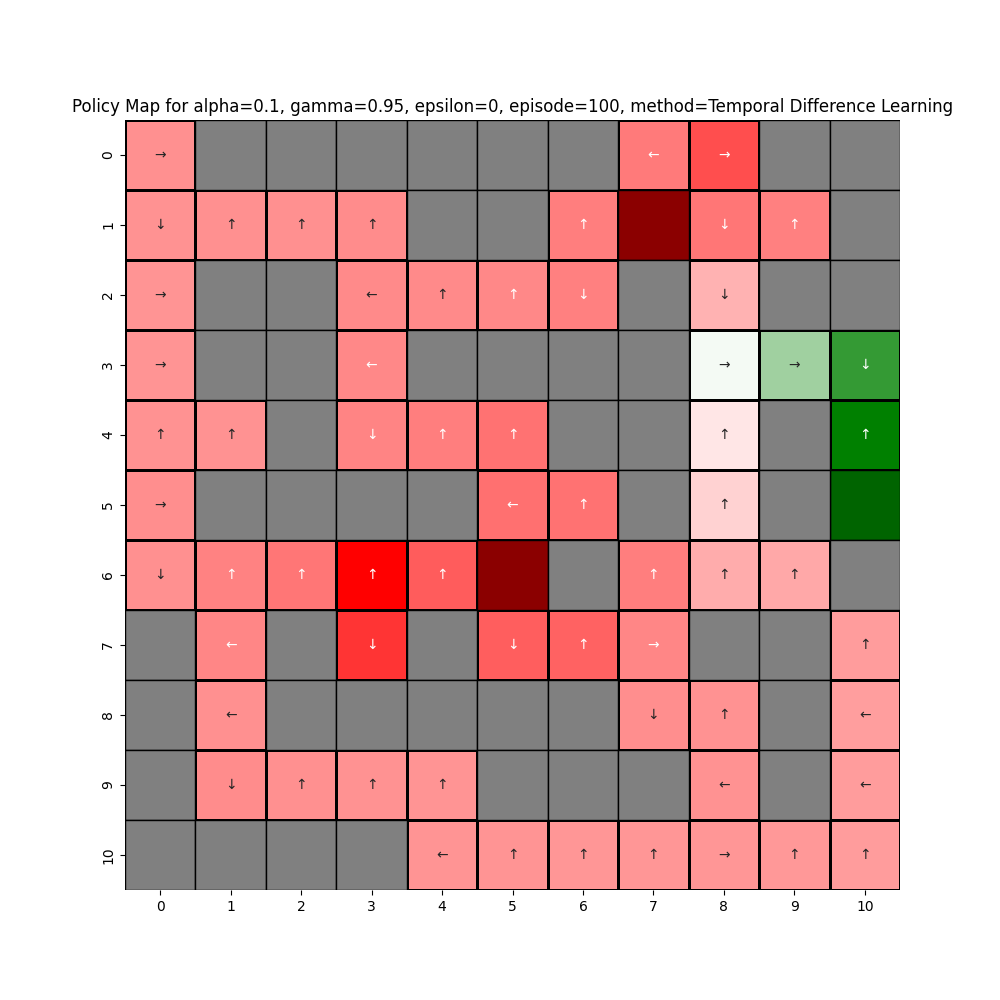 Policy Map for alpha=0.1, gamma=0.95, epsilon=0, episode=100, method=Temporal Difference Learning
0 → ← →
1 ↓ ↑ ↑ ↑ ↑ ↓ ↑
2 → ← ↑ ↑ ↓ ↓
3 → ← → → ↓
4 ↑ ↑ ↓ ↑ ↑ ↑ ↑
5 → ← ↑ ↑
6 ↓ ↑ ↑ ↑ ↑ ↑ ↑ ↑
7 ← ↓ ↓ ↑ → ↑
8 ← ↓ ↑ ←
9 ↓ ↑ ↑ ↑ ← ←
10 ← ↑ ↑ ↑ → ↑ ↑
0 1 2 3 4 5 6 7 8 9 10